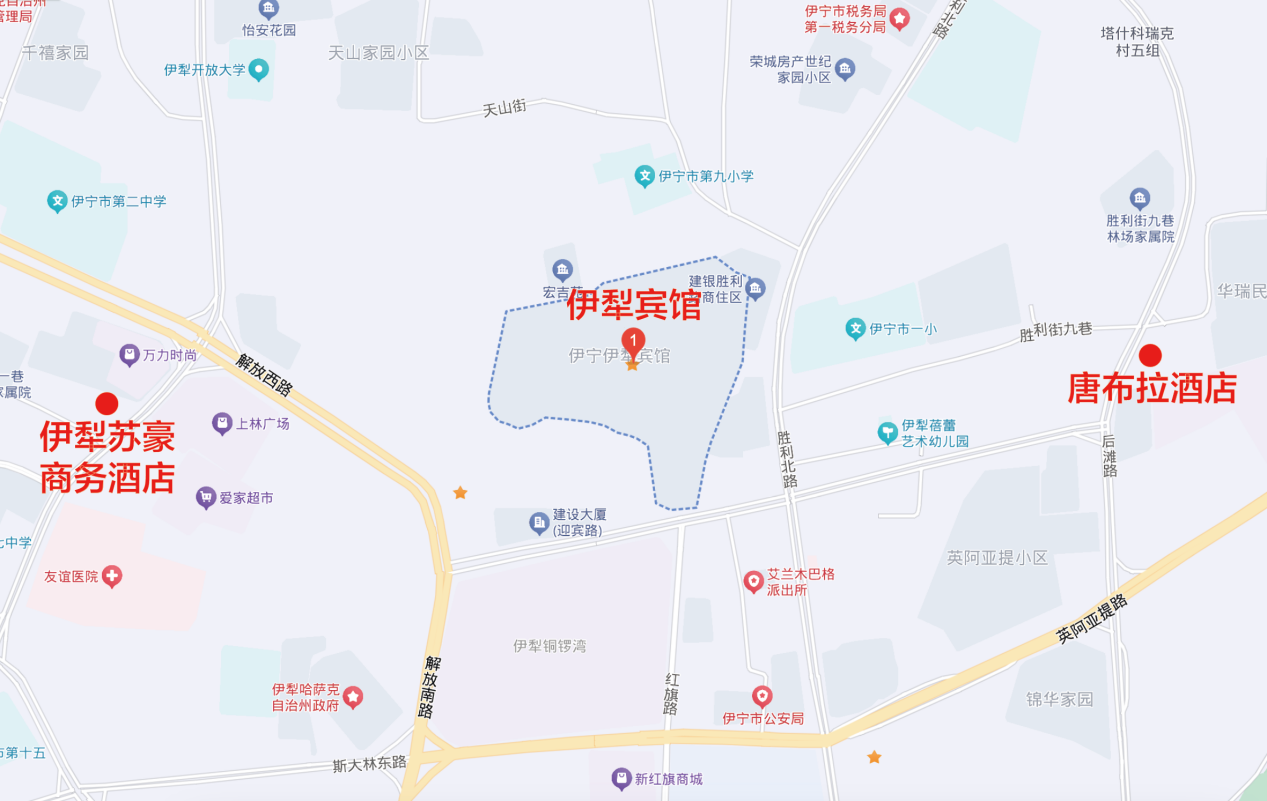 管理局
千禧家园
怡安花园
天山家园小区
伊犁开放大学
天山街
伊宁市税务局
第一税务分局
荣城房产世纪
家园小区
胜利北路
塔什科瑞克
村五组
伊宁市第二中学
伊宁市第九小学
胜利街九巷
林场家属院
宏吉苑
建银胜利
商住区
伊犁宾馆
1
伊宁伊犁宾馆
伊宁市一小
胜利街九巷
华瑞民
万力时尚
解放西路
一巷
家属院
伊犁苏豪
商务酒店
上林广场
唐布拉酒店
伊犁蓓蕾
艺术幼儿园
胜利北路
后滩路
爱家超市
建设大厦
(迎宾路)
七中学
友谊医院
艾兰木巴格
派出所
英阿亚提小区
英阿亚提路
伊犁铜锣湾
解放南路
红旗路
伊犁哈萨克
自治州政府
伊宁市公安局
锦华家园
市第十五
斯大林东路
新红旗商城